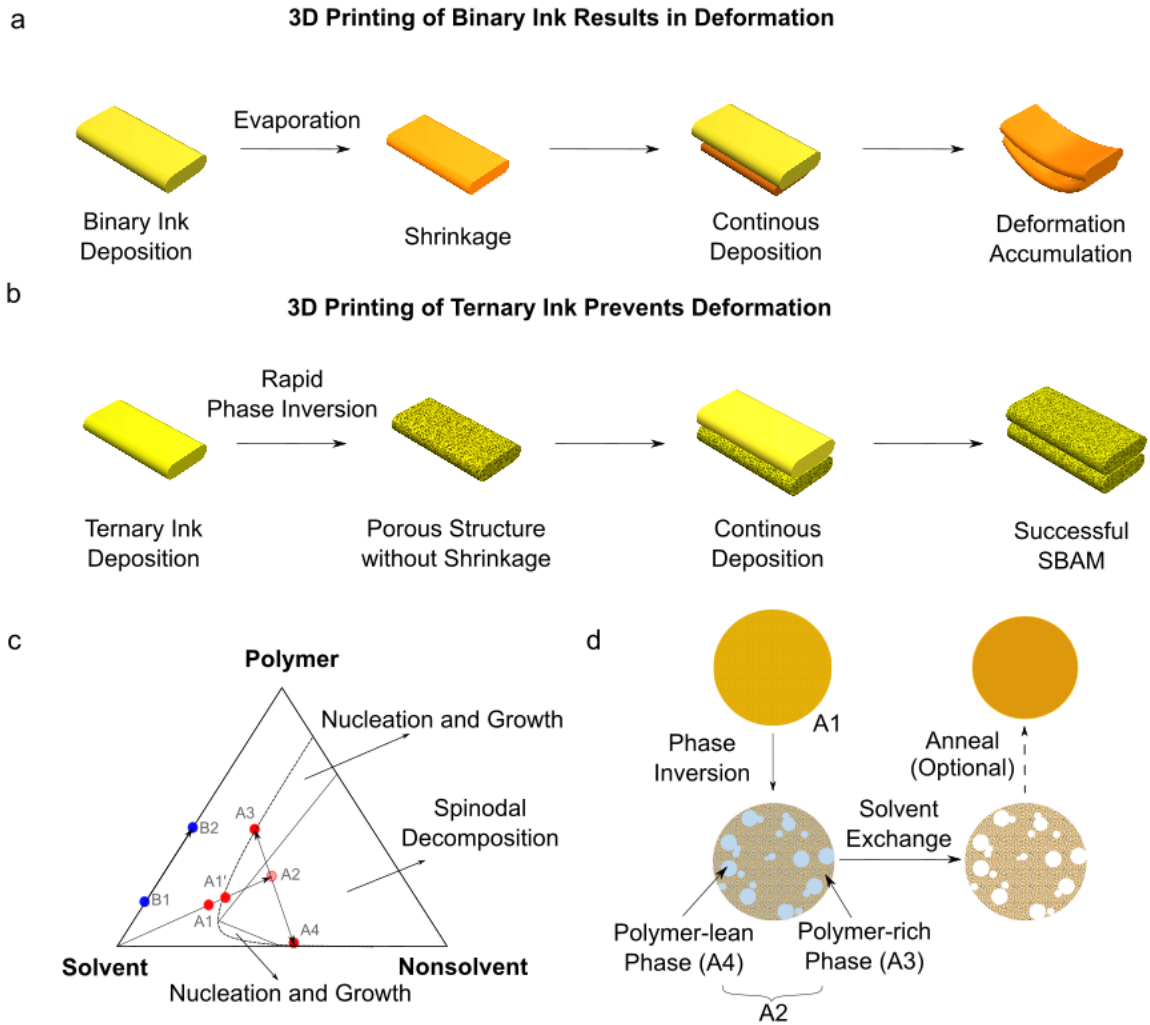 a
3D Printing of Binary Ink Results in Deformation
Evaporation
Binary Ink
Deposition
Shrinkage
Continous
Deposition
Deformation
Accumulation
b
3D Printing of Ternary Ink Prevents Deformation
Rapid
Phase Inversion
Ternary Ink
Deposition
Porous Structure
without Shrinkage
Continous
Deposition
Successful
SBAM
c
Polymer
Nucleation and Growth
Spinodal
Decomposition
B2
A3
A1'
A2
B1
A1
A4
Solvent
Nonsolvent
Nucleation and Growth
d
A1
Phase
Inversion
Anneal
(Optional)
Solvent
Exchange
Polymer-lean
Phase (A4)
Polymer-rich
Phase (A3)
A2